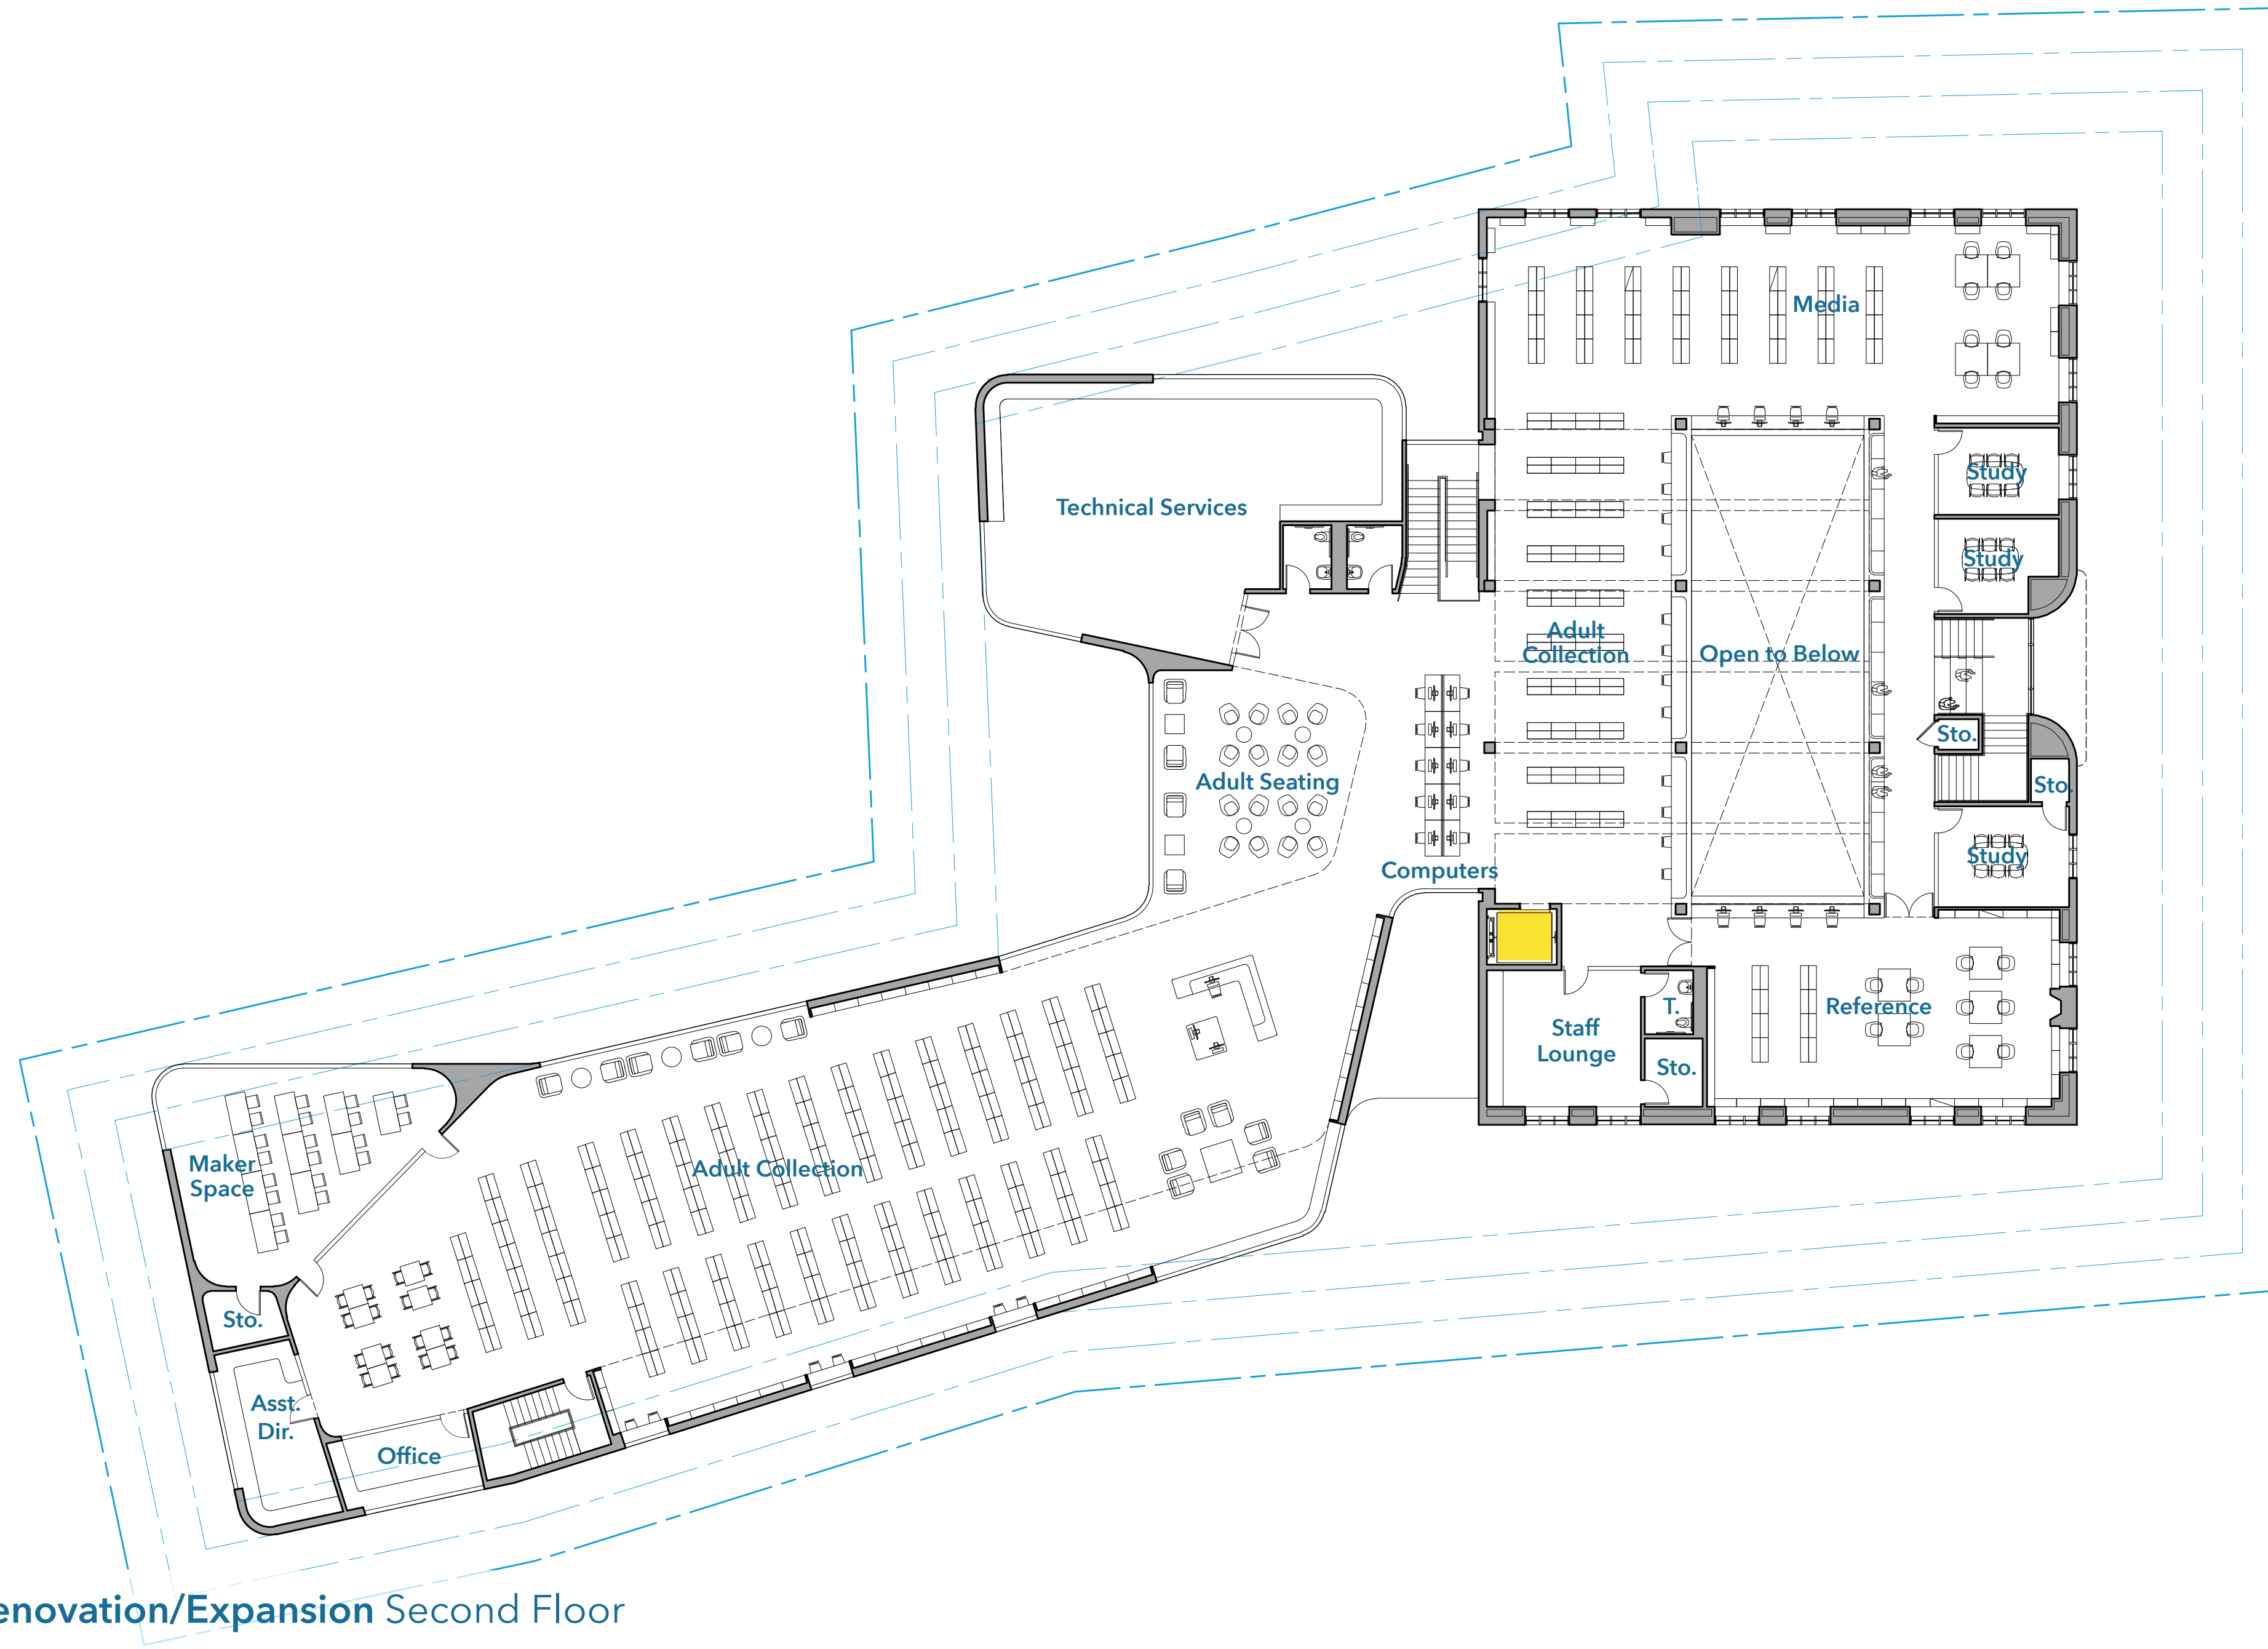 Media
Study
Technical Services
Study
Adult
Collection
Open to Below
Sto.
Adult Seating
Sto.
Study
Computers
T.
Reference
Staff
Lounge
Sto.
Maker
Space
Adult Collection
Sto.
Asst.
Dir.
Office
enovation/Expansion Second Floor